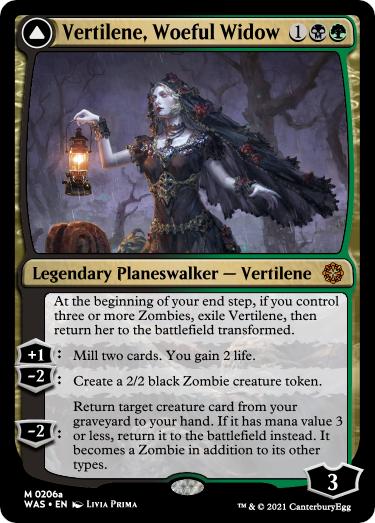 Vertilene, Woeful Widow 1
Legendary Planeswalker — Vertilene
At the beginning of your end step, if you control
three or more Zombies, exile Vertilene, then
return her to the battlefield transformed.
+1: Mill two cards. You gain 2 life.
-2: Create a 2/2 black Zombie creature token.
Return target creature card from your
graveyard to your hand. If it has mana value 3
-2: or less, return it to the battlefield instead. It
becomes a Zombie in addition to its other
types.
3
M 0206a
WAS • EN Livia Prima
™ & © 2021 CanterburyEgg